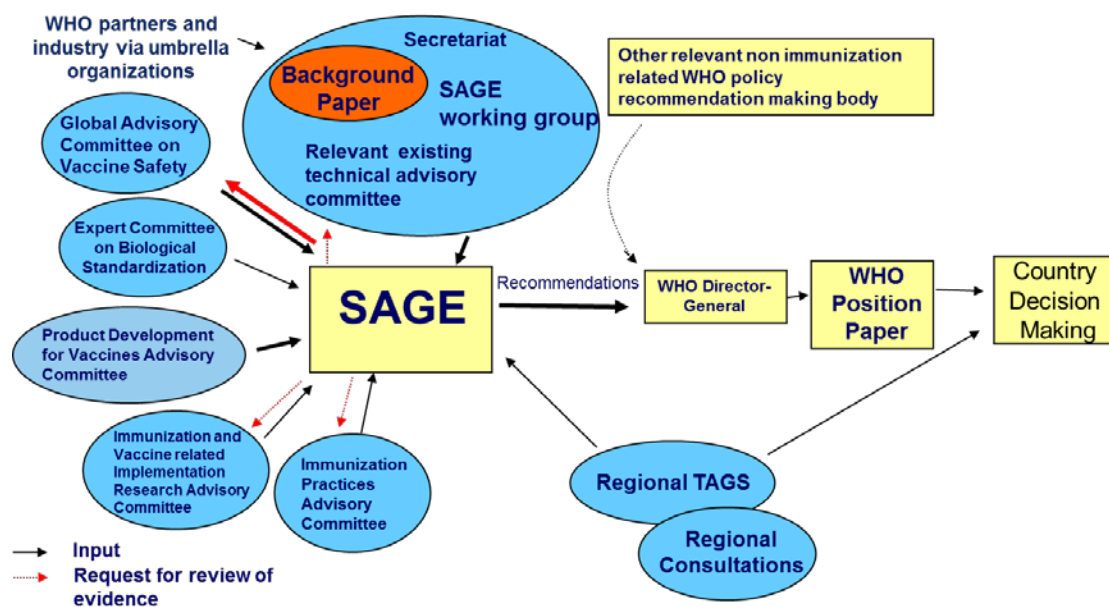 WHO partners and
industry via umbrella
organizations
Secretariat
Background
Paper
SAGE
working group
Relevant existing
technical advisory
committee
Other relevant non immunization
related WHO policy
recommendation making body
Global Advisory
Committee on
Vaccine Safety
Expert Committee
on Biological
Standardization
Product Development
for Vaccines Advisory
Committee
SAGE
Recommendations
WHO Director-
General
WHO
Position
Paper
Country
Decision
Making
Immunization and
Vaccine related
Implementation
Research Advisory
Committee
Immunization
Practices
Advisory
Committee
Regional TAGS
Regional
Consultations
Input
Request for review of
evidence